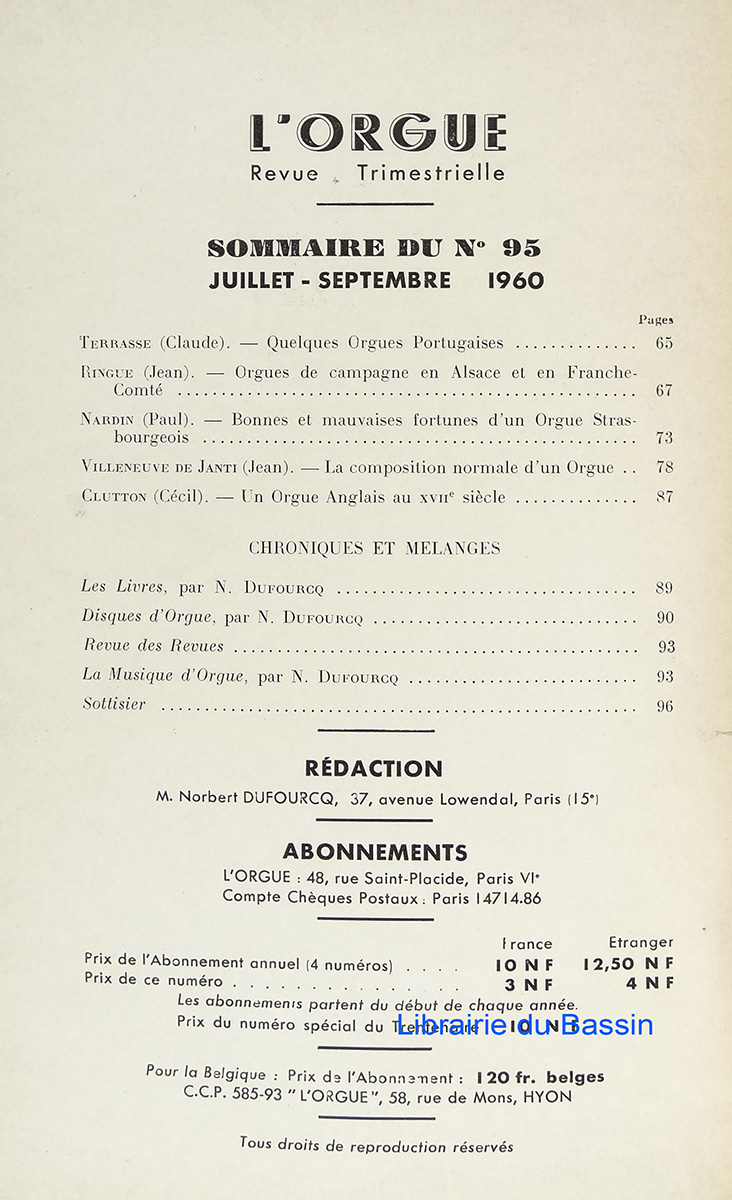 L'ORGUE
Revue Trimestrielle
SOMMAIRE DU Nº 95
JUILLET - SEPTEMBRE 1960
Pages
TERRASSE (Claude). — Quelques Orgues Portugaises .............. 65
RINGUE (Jean). — Orgues de campagne en Alsace et en Franche-
Comté .................................................... 67
NARDIN (Paul). — Bonnes et mauvaises fortunes d'un Orgue Stras-
bourgeois ................................................. 73
VILLENEUVE DE JANTI (Jean). — La composition normale d'un Orgue .. 78
CLUTTON (Cécil). — Un Orgue Anglais au XVIIe siècle .............. 87
CHRONIQUES ET MELANGES
Les Livres, par N. DUFOURCQ .................................. 89
Disques d'Orgue, par N. DUFOURCQ .............................. 90
Revue des Revues .............................................. 93
La Musique d'Orgue, par N. DUFOURCQ .......................... 93
Sottisier ...................................................... 96
RÉDACTION
M. Norbert DUFOURCQ, 37, avenue Lowendal, Paris (15e)
ABONNEMENTS
L'ORGUE : 48, rue Saint-Placide, Paris VIe
Compte Chèques Postaux : Paris 14714.86
France Etranger
Prix de l'Abonnement annuel (4 numéros) . . . . 10 NF 12,50 NF
Prix de ce numéro . . . . . . . . . . . . . . . 3 NF 4 NF
Les abonnements partent du début de chaque année.
Prix du numéro spécial du Trentenaire 10 NF
Librairie du Bassin
Pour la Belgique : Prix de l'Abonnement : 120 fr. belges
C.C.P. 585-93 "L'ORGUE", 58, rue de Mons, HYON
Tous droits de reproduction réservés